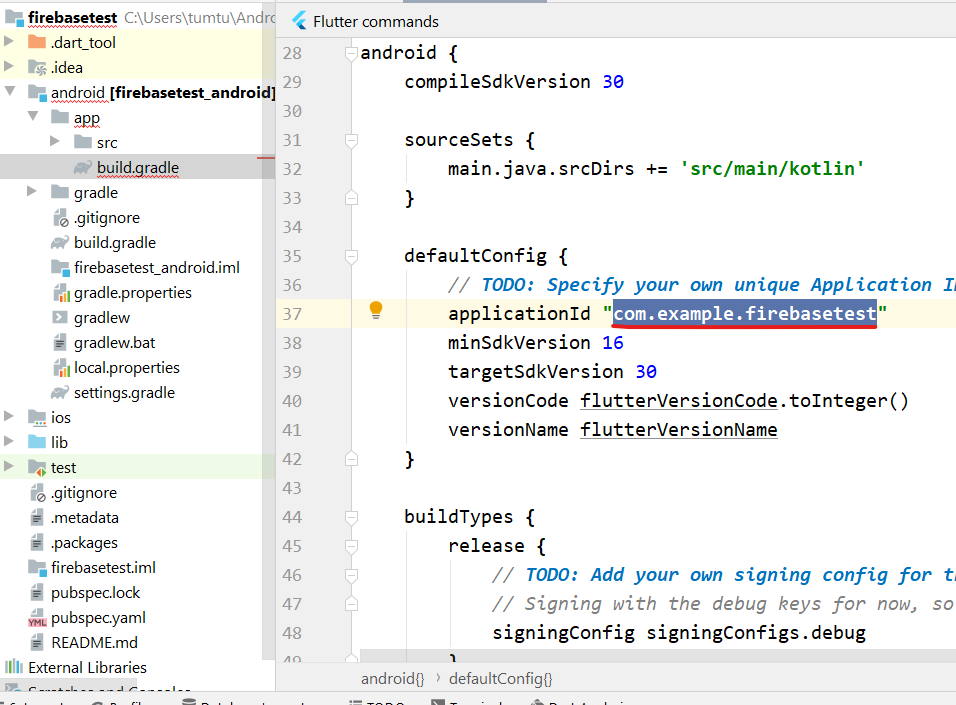 firebasetest C:\Users\tumtu\Andro
.dart_tool
.idea
android [firebasetest_android]
app
src
build.gradle
gradle
.gitignore
build.gradle
firebasetest_android.iml
gradle.properties
gradlew
gradlew.bat
local.properties
settings.gradle
ios
lib
test
.gitignore
.metadata
.packages
firebasetest.iml
pubspec.lock
pubspec.yaml
README.md
External Libraries
Scratches and Consoles
Flutter commands
28 android {
29 compileSdkVersion 30
30
31 sourceSets {
32 main.java.srcDirs += 'src/main/kotlin'
33 }
34
35 defaultConfig {
36 // TODO: Specify your own unique Application ID
37 applicationId "com.example.firebasetest"
38 minSdkVersion 16
39 targetSdkVersion 30
40 versionCode flutterVersionCode.toInteger()
41 versionName flutterVersionName
42 }
43
44 buildTypes {
45 release {
46 // TODO: Add your own signing config for th
47 // Signing with the debug keys for now, so
48 signingConfig signingConfigs.debug
49 }
android{} › defaultConfig{}
TODO